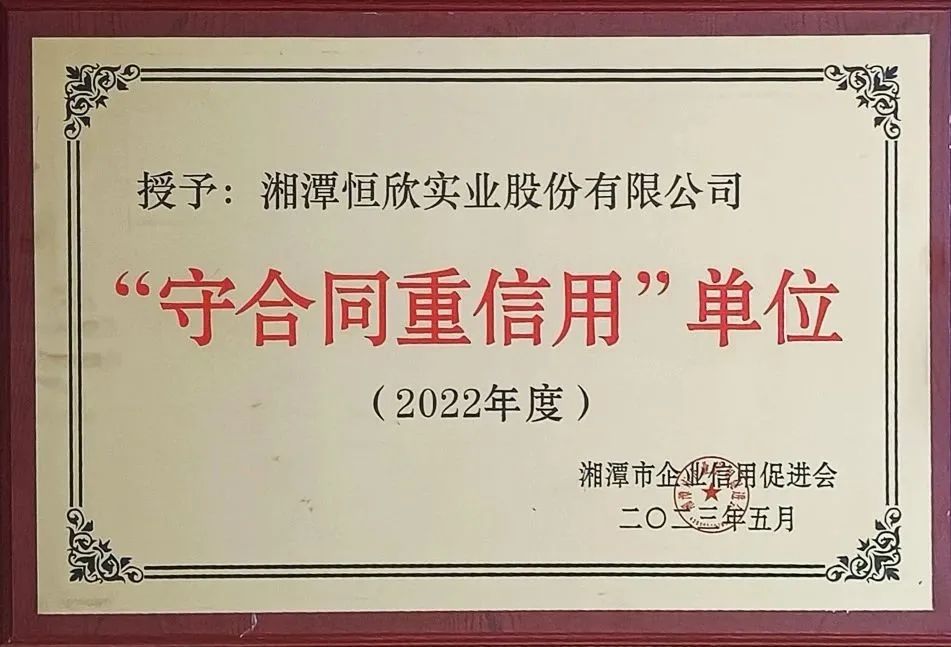 授予：湘潭恒欣实业股份有限公司
“守合同重信用”单位
（2022年度）
湘潭市企业信用促进会
二〇二三年五月